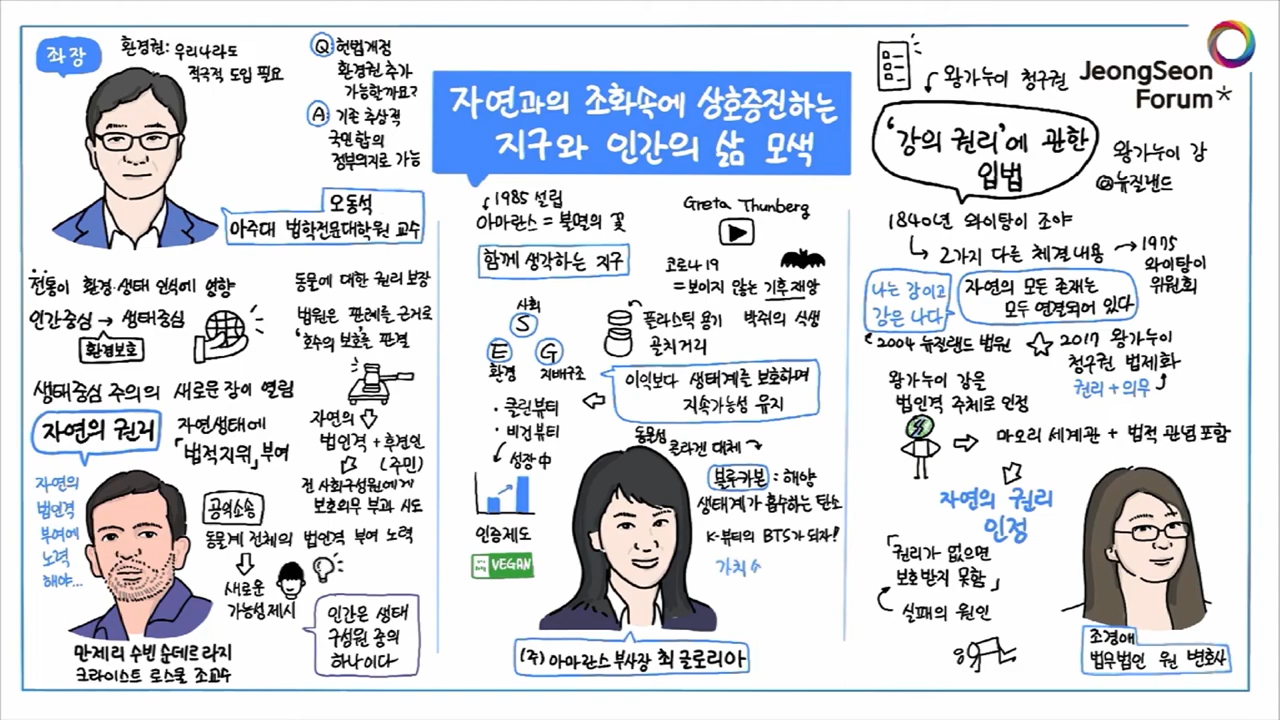 좌장
환경권: 우리나라도
적극적 도입 필요
Q 헌법개정
환경권 추가
가능할까요?
A 기존 추상적
국민합의
정부의지로 가능
오동석
아주대 법학전문대학원 교수
전통이 환경·생태 인식에 영향
인간중심 → 생태중심
환경보호
생태중심 주의의 새로운 장이 열림
자연의 권리
자연생태에
「법적지위」 부여
동물에 대한 권리 보장
법원은 판례를 근거로
'호수의 보호'를 판결
자연의
법인격 + 후견인
(주민)
전 사회구성원에게
보호의무 부과 시도
자연의
법인격
부여에
노력
해야...
공익소송
동물계 전체의 법인격 부여 노력
새로운
가능성제시
인간은 생태
구성원 중의
하나이다
만제리 수빈 순데르라지
크라이스트 로스쿨 조교수
자연과의 조화속에 상호증진하는
지구와 인간의 삶 모색
1985 설립
아마란스 = 불멸의 꽃
함께 생각하는 지구
Greta Thunberg
코로나19
= 보이지 않는 기후재앙
사회
S
E
G
환경
지배구조
플라스틱 용기
골칫거리
박쥐의 식생
이익보다 생태계를 보호하며
지속가능성 유지
· 클린뷰티
· 비건뷰티
성장中
인증제도
VEGAN
동물성
콜라겐 대체
블루카본 : 해양
생태계가 흡수하는 탄소
K-뷰티의 BTS가 되자!
가치소
(주) 아마란스 부사장 최 글로리아
왕가누이 청구권
JeongSeon
Forum*
'강의 권리'에 관한
입법
왕가누이 강
@뉴질랜드
1840년 와이탕이 조약
2가지 다른 체결내용
→ 1975
와이탕이
위원회
나는 강이고
강은 나다
자연의 모든 존재는
모두 연결되어 있다
2004 뉴질랜드 법원
왕가누이 강을
법인격 주체로 인정
2017 왕가누이
청구권 법제화
권리 + 의무
마오리 세계관 + 법적 관념 포함
자연의 권리
인정
「권리가 없으면
보호받지 못함」
실패의 원인
조경애
법무법인 원 변호사